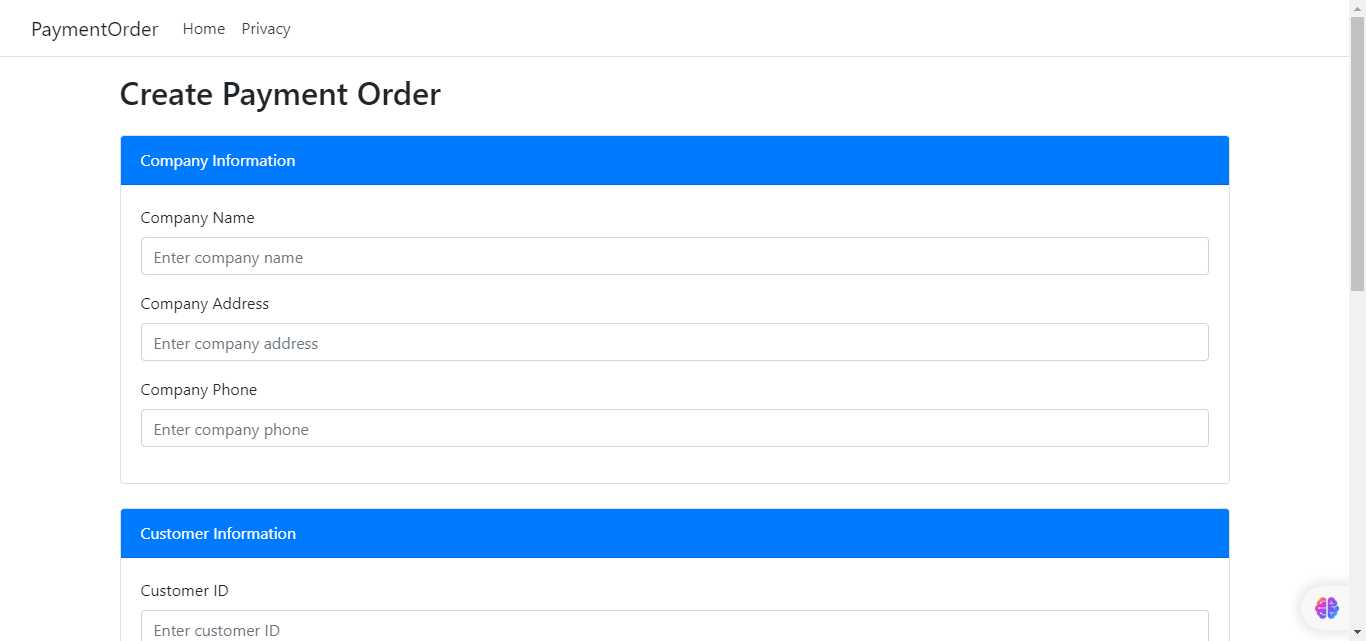 PaymentOrder Home Privacy
Create Payment Order
Company Information
Company Name
Enter company name
Company Address
Enter company address
Company Phone
Enter company phone
Customer Information
Customer ID
Enter customer ID